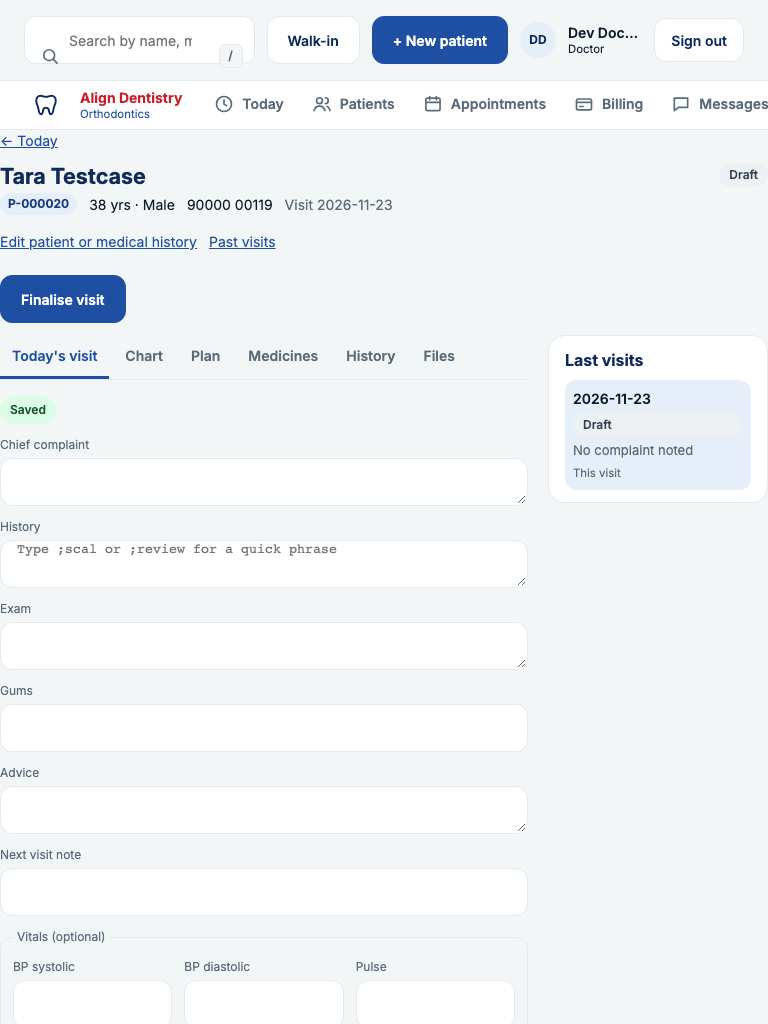 Search by name, m
/
Walk-in
+ New patient
DD
Dev Doc...
Doctor
Sign out
Align Dentistry
Orthodontics
Today
Patients
Appointments
Billing
Messages
← Today
Tara Testcase
Draft
P-000020 38 yrs · Male 90000 00119 Visit 2026-11-23
Edit patient or medical history Past visits
Finalise visit
Today's visit Chart Plan Medicines History Files
Saved
Chief complaint
History
Type ;scal or ;review for a quick phrase
Exam
Gums
Advice
Next visit note
Vitals (optional)
BP systolic BP diastolic Pulse
Last visits
2026-11-23
Draft
No complaint noted
This visit